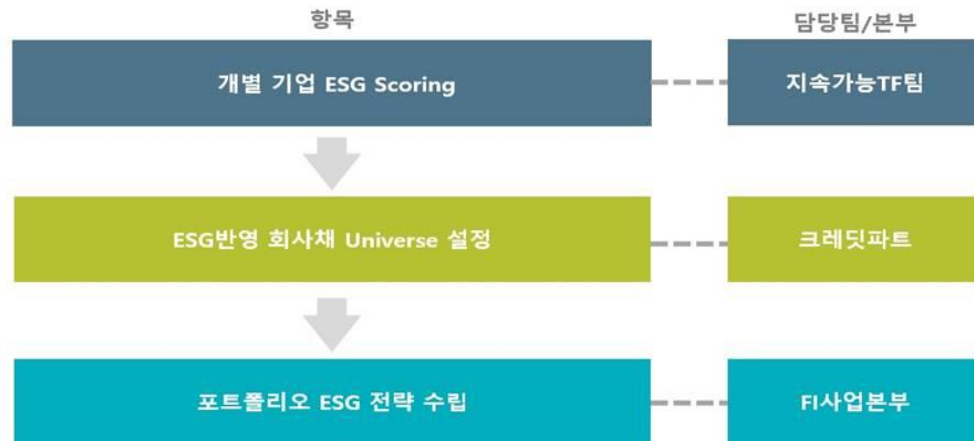 항목
담당팀/본부
개별 기업 ESG Scoring
지속가능TF팀
ESG반영 회사채 Universe 설정
크레딧파트
포트폴리오 ESG 전략 수립
FI사업본부